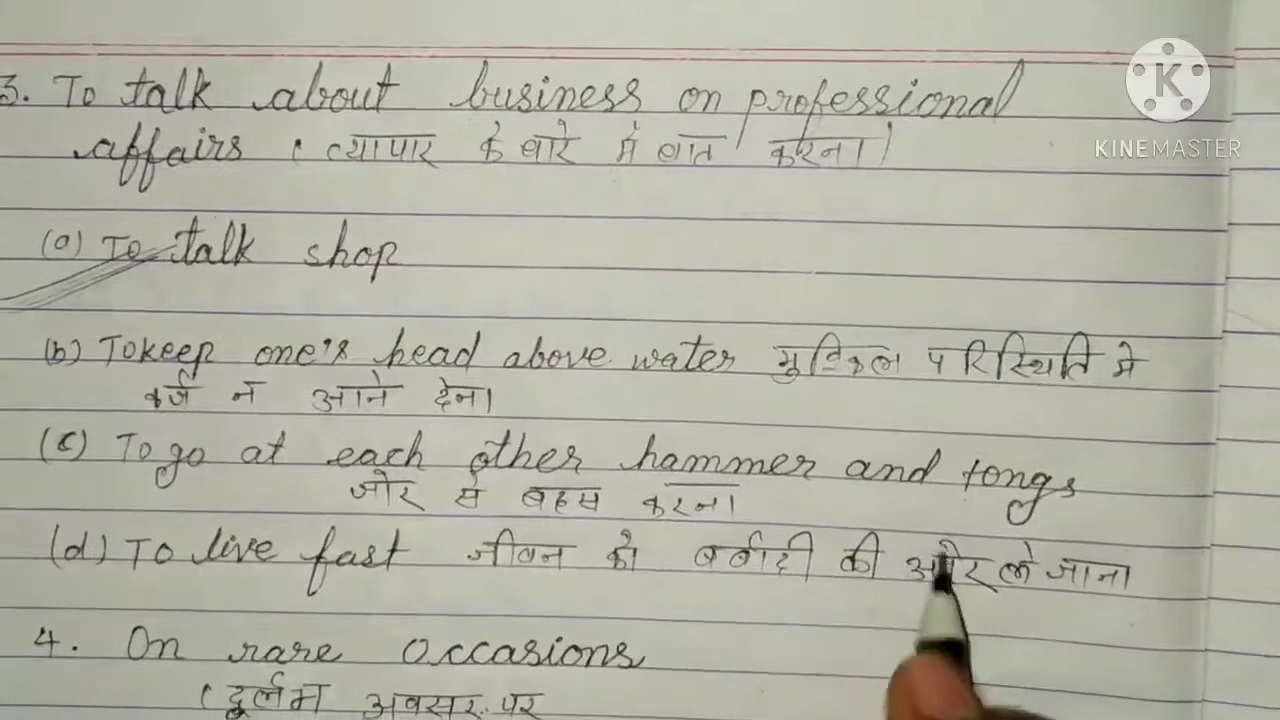 3. To talk about business on professional
affairs (व्यापार के बारे मे बात करना)
(a) To talk shop
(b) To keep one's head above water मुश्किल परिस्थिति मे
कर्ज न आने देना।
(c) To go at each other hammer and tongs
जोर से बहस करना।
(d) To live fast जीवन को बर्बादी की ओर ले जाना
4. On rare occasions
(दुर्लभ अवसर पर
K
KINEMASTER